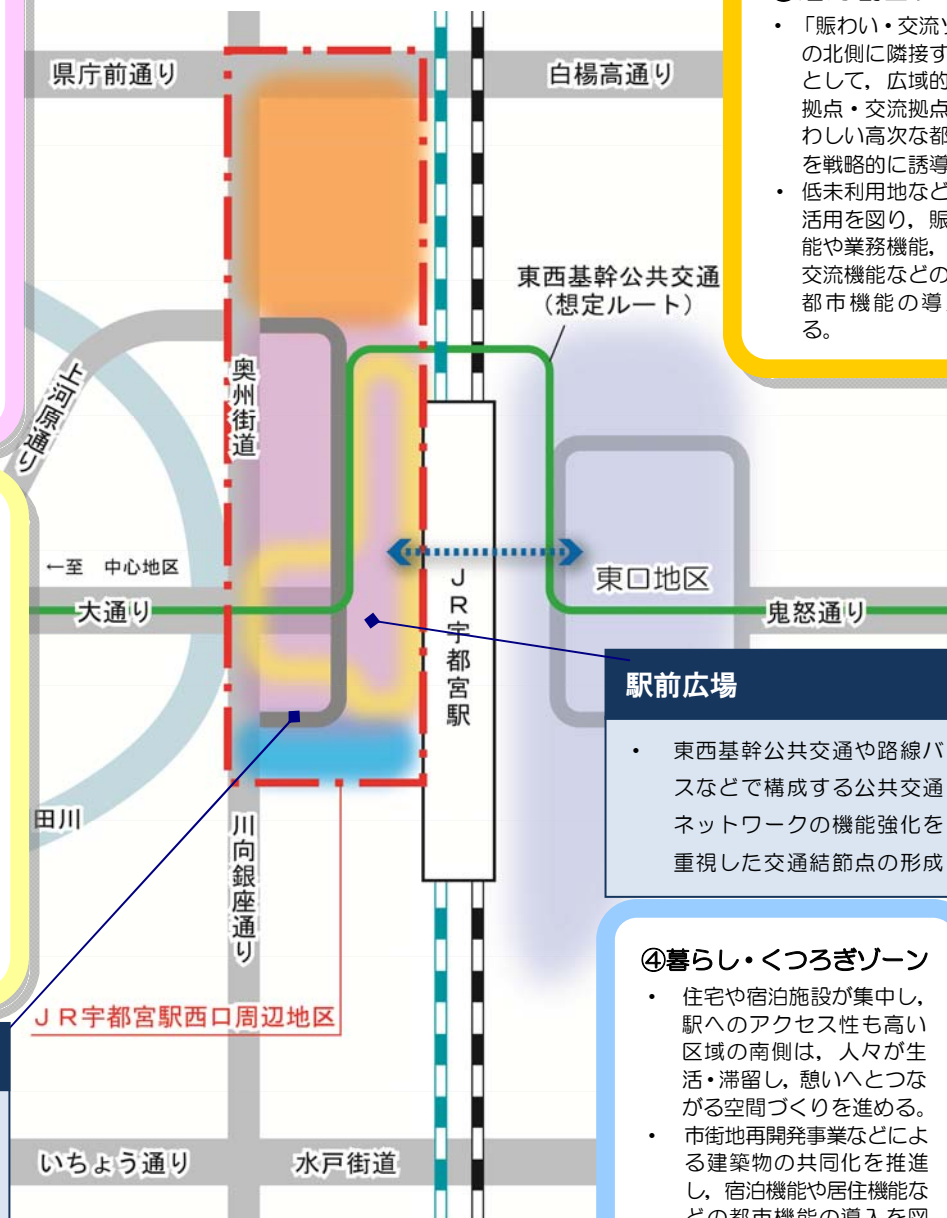 ・ 「賑わい・交流
の北側に隣接す
として，広域的
拠点・交流拠点
わしい高次な都
を戦略的に誘導
・ 低未利用地など
活用を図り，賑
能や業務機能，
交流機能などの
都市機能の導
る。
県庁前通り
白楊高通り
東西基幹公共交通
（想定ルート）
上河原通り
奥州街道
←至 中心地区
大通り
ＪＲ宇都宮駅
東口地区
鬼怒通り
駅前広場
・ 東西基幹公共交通や路線バ
スなどで構成する公共交通
ネットワークの機能強化を
重視した交通結節点の形成
田川
川向銀座通り
ＪＲ宇都宮駅西口周辺地区
④暮らし・くつろぎゾーン
・ 住宅や宿泊施設が集中し，
駅へのアクセス性も高い
区域の南側は，人々が生
活・滞留し，憩いへとつな
がる空間づくりを進める。
・ 市街地再開発事業などによ
る建築物の共同化を推進
し，宿泊機能や居住機能な
どの都市機能の導入を図
いちょう通り
水戸街道